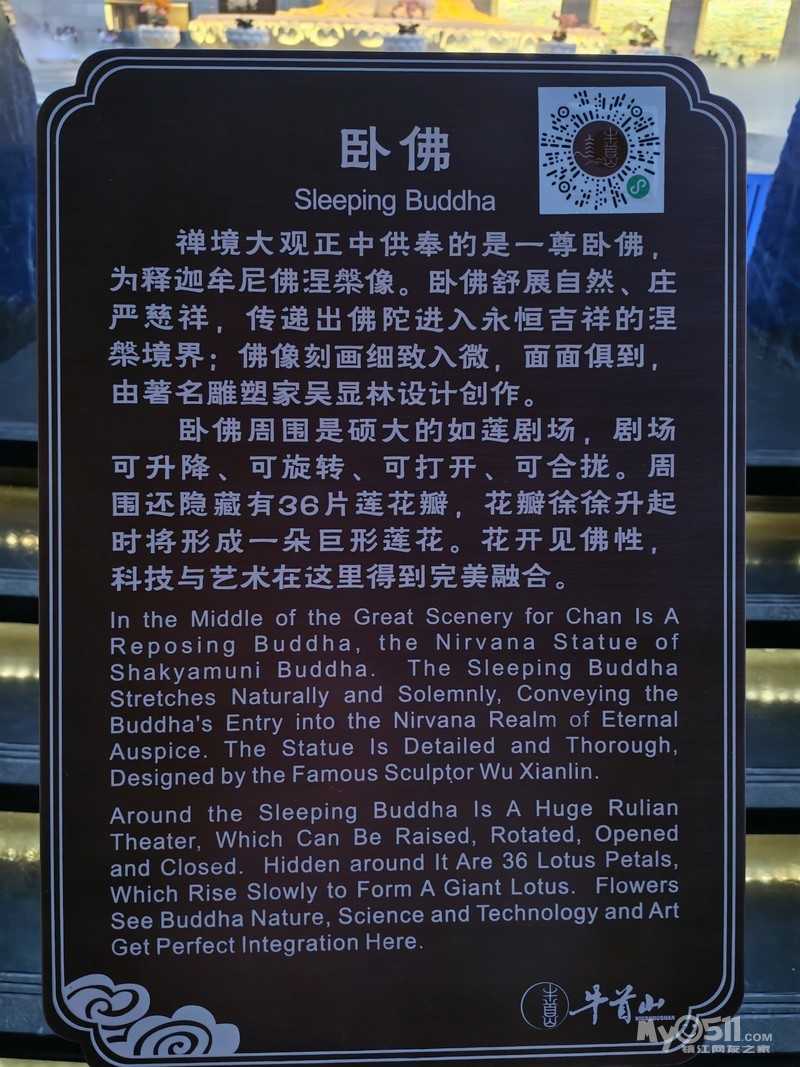 卧佛
Sleeping Buddha
禅境大观正中供奉的是一尊卧佛，
为释迦牟尼佛涅槃像。卧佛舒展自然、庄
严慈祥，传递出佛陀进入永恒吉祥的涅
槃境界；佛像刻画细致入微，面面俱到，
由著名雕塑家吴显林设计创作。
卧佛周围是硕大的如莲剧场，剧场
可升降、可旋转、可打开、可合拢。周
围还隐藏有36片莲花瓣，花瓣徐徐升起
时将形成一朵巨形莲花。花开见佛性，
科技与艺术在这里得到完美融合。
In the Middle of the Great Scenery for Chan Is A
Reposing Buddha, the Nirvana Statue of
Shakyamuni Buddha. The Sleeping Buddha
Stretches Naturally and Solemnly, Conveying the
Buddha's Entry into the Nirvana Realm of Eternal
Auspice. The Statue Is Detailed and Thorough,
Designed by the Famous Sculptor Wu Xianlin.
Around the Sleeping Buddha Is A Huge Rulian
Theater, Which Can Be Raised, Rotated, Opened
and Closed. Hidden around It Are 36 Lotus Petals,
Which Rise Slowly to Form A Giant Lotus. Flowers
See Buddha Nature, Science and Technology and Art
Get Perfect Integration Here.
牛首山
NIUSHOUSHAN
My0511.COM
镇江网友之家